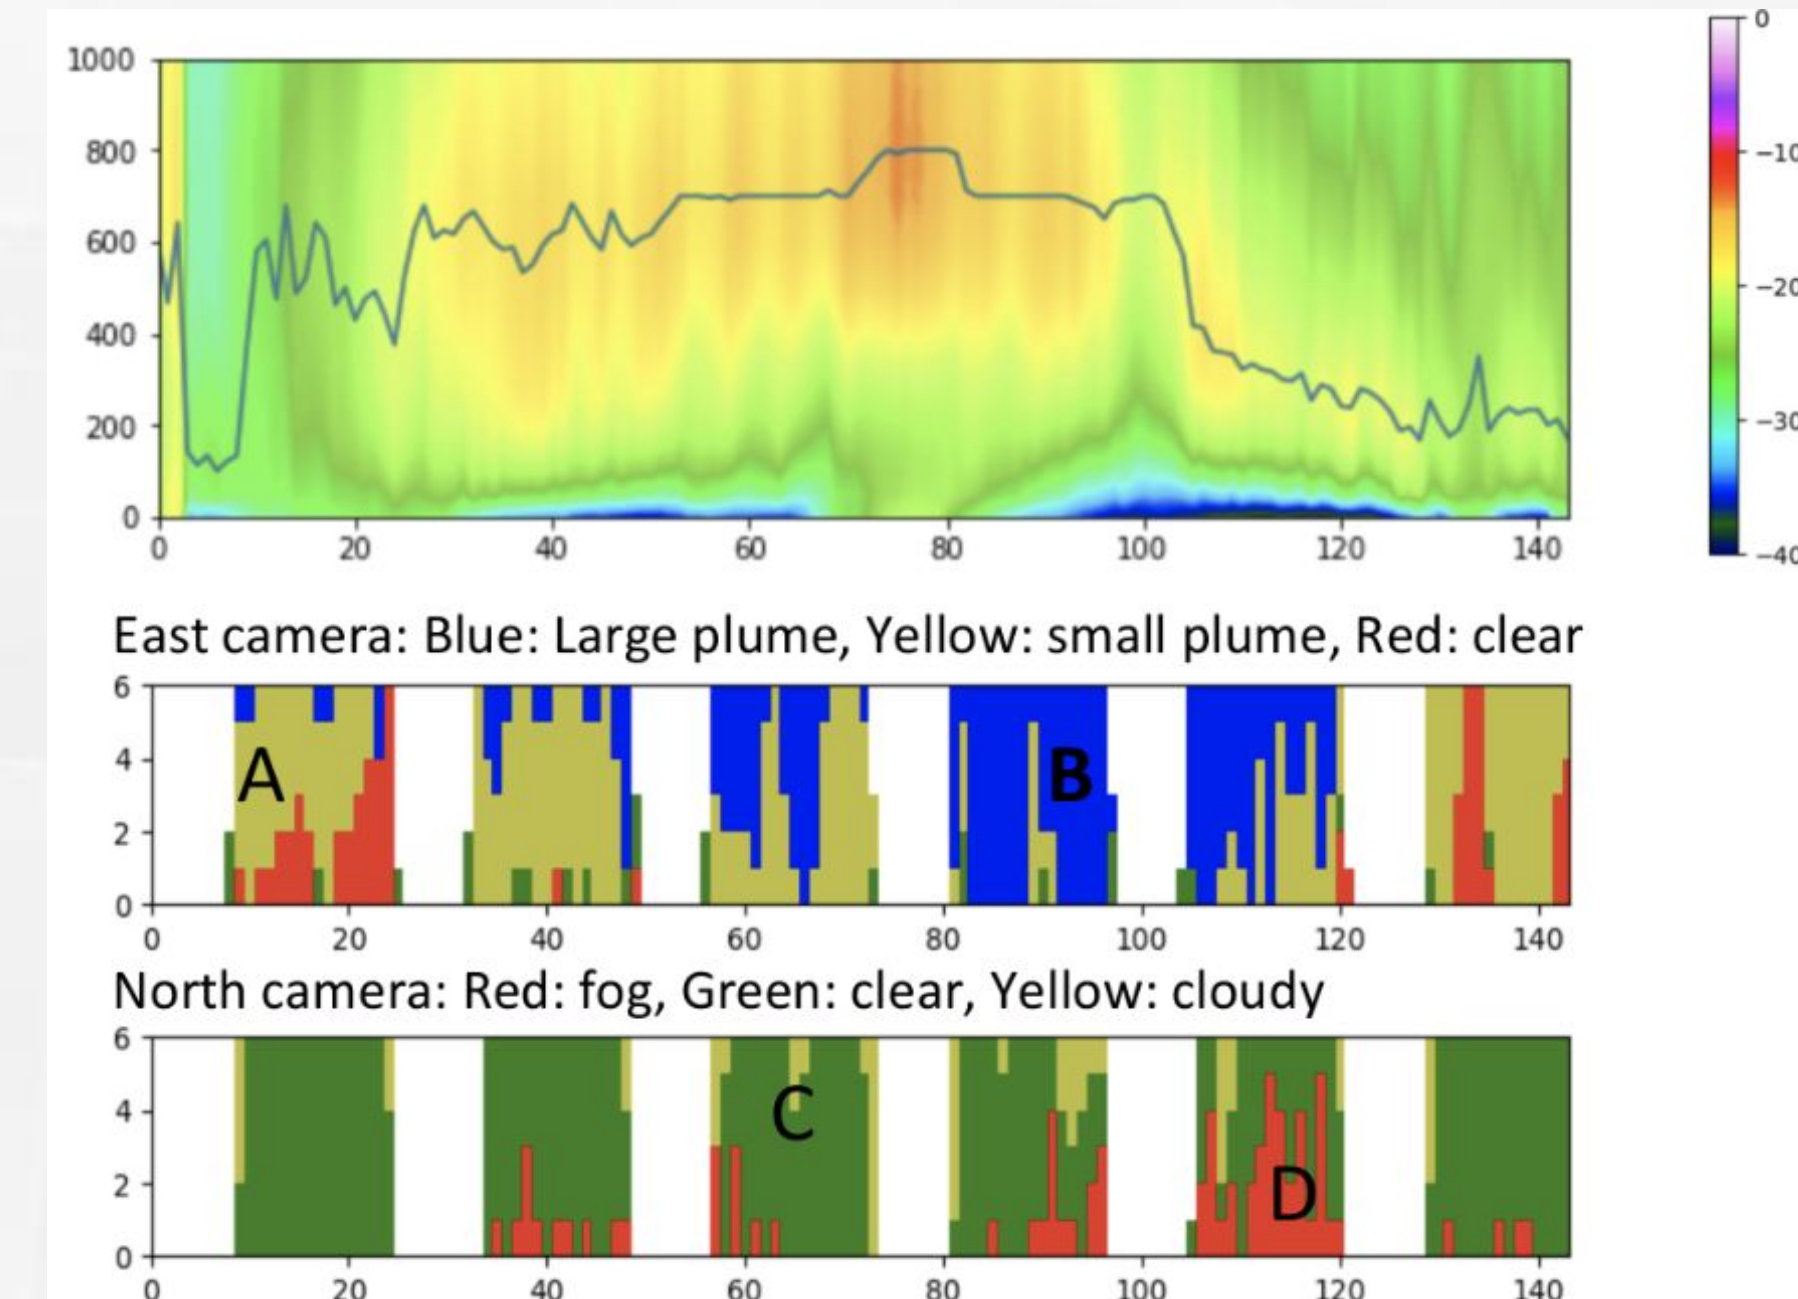 1000
800
600
400
200
0
0 20 40 60 80 100 120 140
0
−10
−20
−30
−40
East camera: Blue: Large plume, Yellow: small plume, Red: clear
6
4
2
0
A
B
0 20 40 60 80 100 120 140
North camera: Red: fog, Green: clear, Yellow: cloudy
6
4
2
0
C
D
0 20 40 60 80 100 120 140